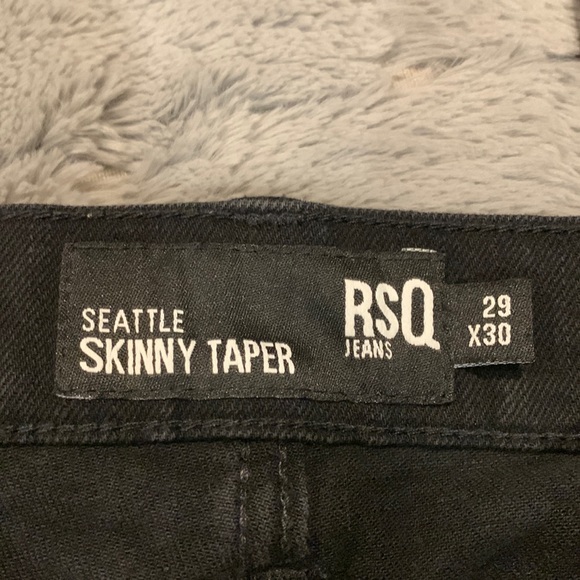 SEATTLE
SKINNY TAPER
RSQ
JEANS
29
X30